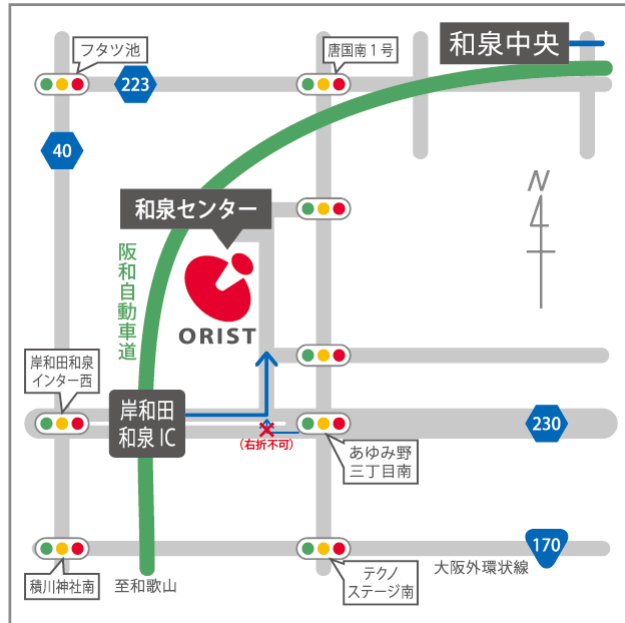 フタツ池
唐国南1号
和泉中央
223
40
N
和泉センター
阪和自動車道
ORIST
岸和田和泉
インター西
岸和田
和泉IC
(右折不可)
230
あゆみ野
三丁目南
170
大阪外環状線
積川神社南
至和歌山
テクノ
ステージ南